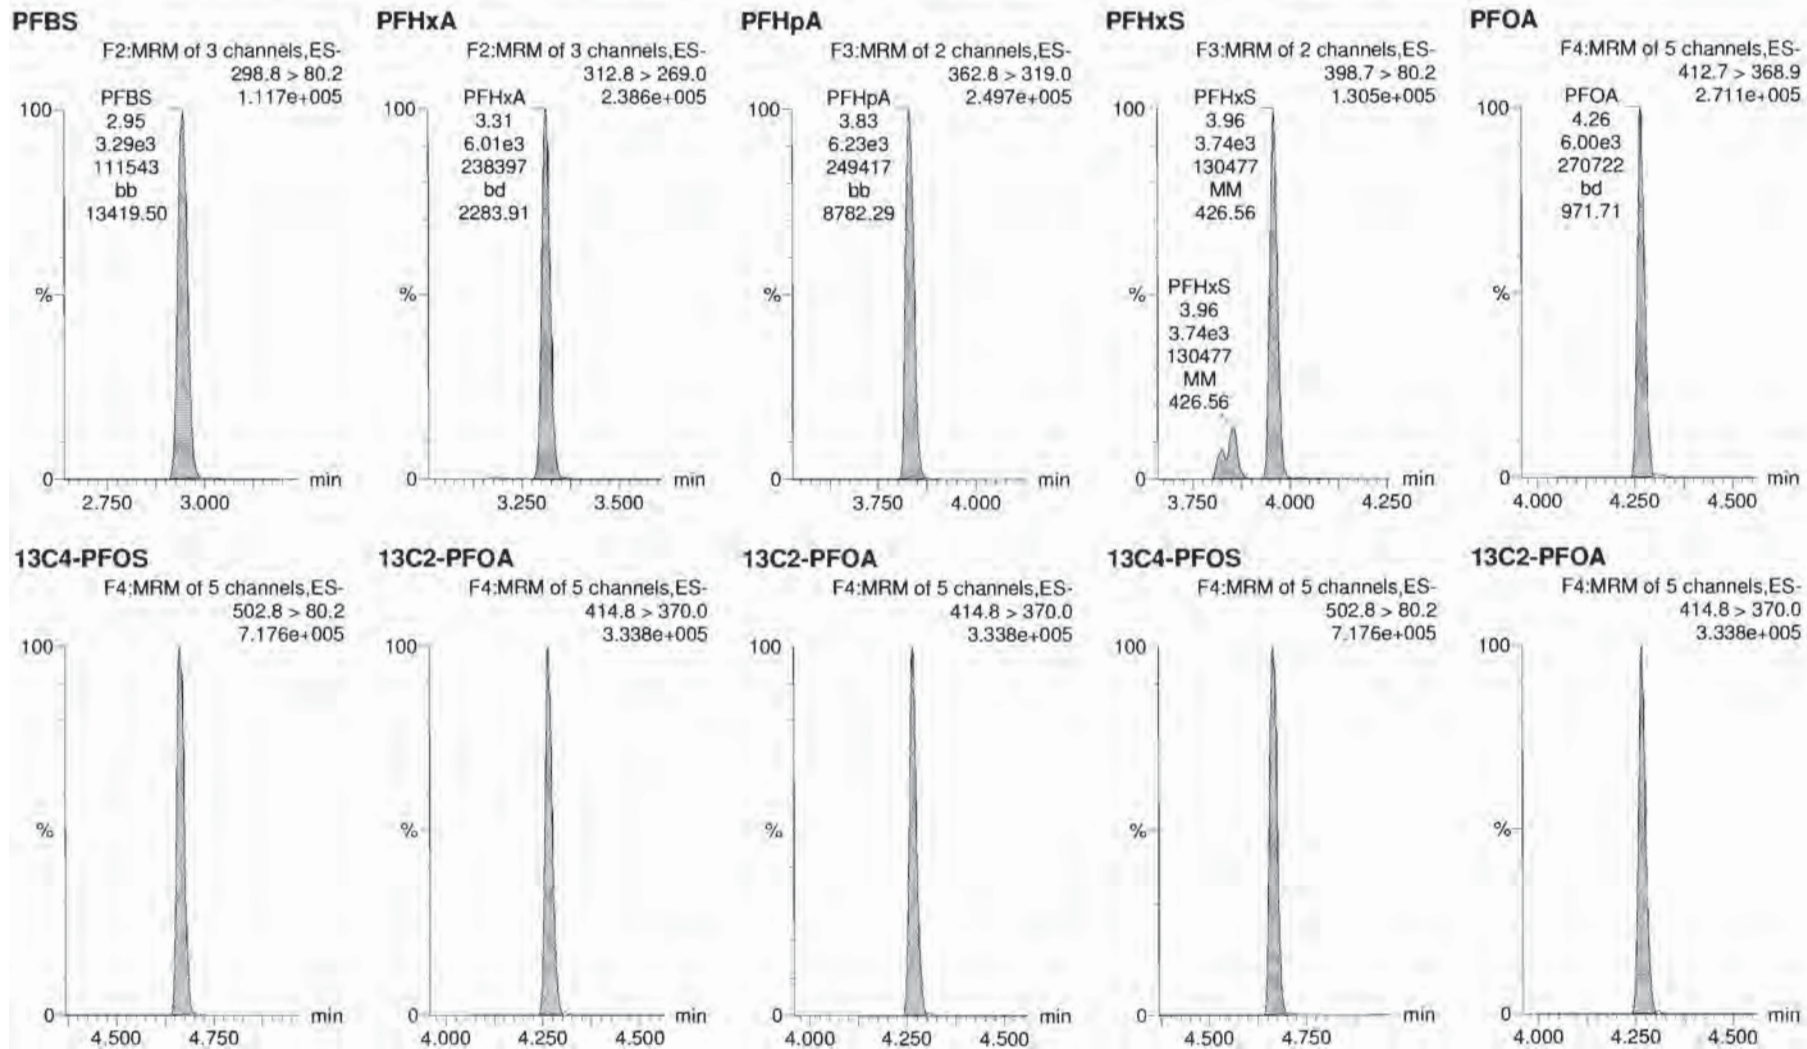 PFBS
F2:MRM of 3 channels,ES-
298.8 > 80.2
1.117e+005
100
PFBS
2.95
3.29e3
111543
bb
13419.50
%
0
min
2.750 3.000
PFHxA
F2:MRM of 3 channels,ES-
312.8 > 269.0
2.386e+005
100
PFHxA
3.31
6.01e3
238397
bd
2283.91
%
0
min
3.250 3.500
PFHpA
F3:MRM of 2 channels,ES-
362.8 > 319.0
2.497e+005
100
PFHpA
3.83
6.23e3
249417
bb
8782.29
%
0
min
3.750 4.000
PFHxS
F3:MRM of 2 channels,ES-
398.7 > 80.2
1.305e+005
100
PFHxS
3.96
3.74e3
130477
MM
426.56
%
PFHxS
3.96
3.74e3
130477
MM
426.56
0
min
3.750 4.000 4.250
PFOA
F4:MRM of 5 channels,ES-
412.7 > 368.9
2.711e+005
100
PFOA
4.26
6.00e3
270722
bd
971.71
%
0
min
4.000 4.250 4.500
13C4-PFOS
F4:MRM of 5 channels,ES-
502.8 > 80.2
7.176e+005
100
%
0
min
4.500 4.750
13C2-PFOA
F4:MRM of 5 channels,ES-
414.8 > 370.0
3.338e+005
100
%
0
min
4.000 4.250 4.500
13C2-PFOA
F4:MRM of 5 channels,ES-
414.8 > 370.0
3.338e+005
100
%
0
min
4.000 4.250 4.500
13C4-PFOS
F4:MRM of 5 channels,ES-
502.8 > 80.2
7.176e+005
100
%
0
min
4.500 4.750
13C2-PFOA
F4:MRM of 5 channels,ES-
414.8 > 370.0
3.338e+005
100
%
0
min
4.000 4.250 4.500